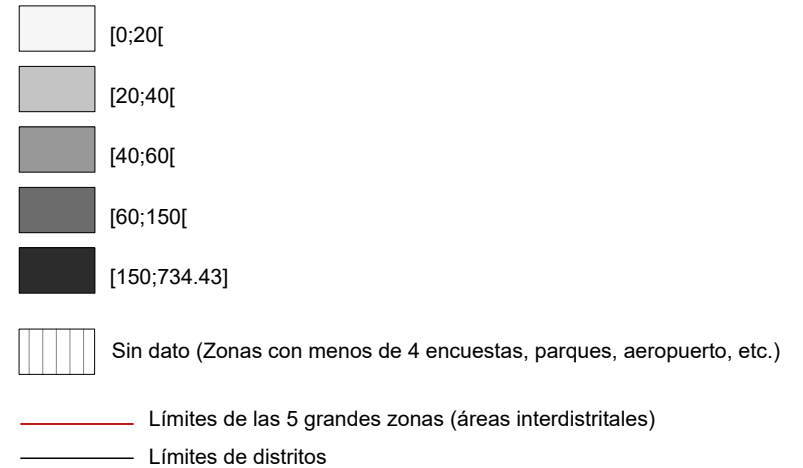 [0;20[
[20;40[
[40;60[
[60;150[
[150;734.43]
Sin dato (Zonas con menos de 4 encuestas, parques, aeropuerto, etc.)
Límites de las 5 grandes zonas (áreas interdistritales)
Límites de distritos